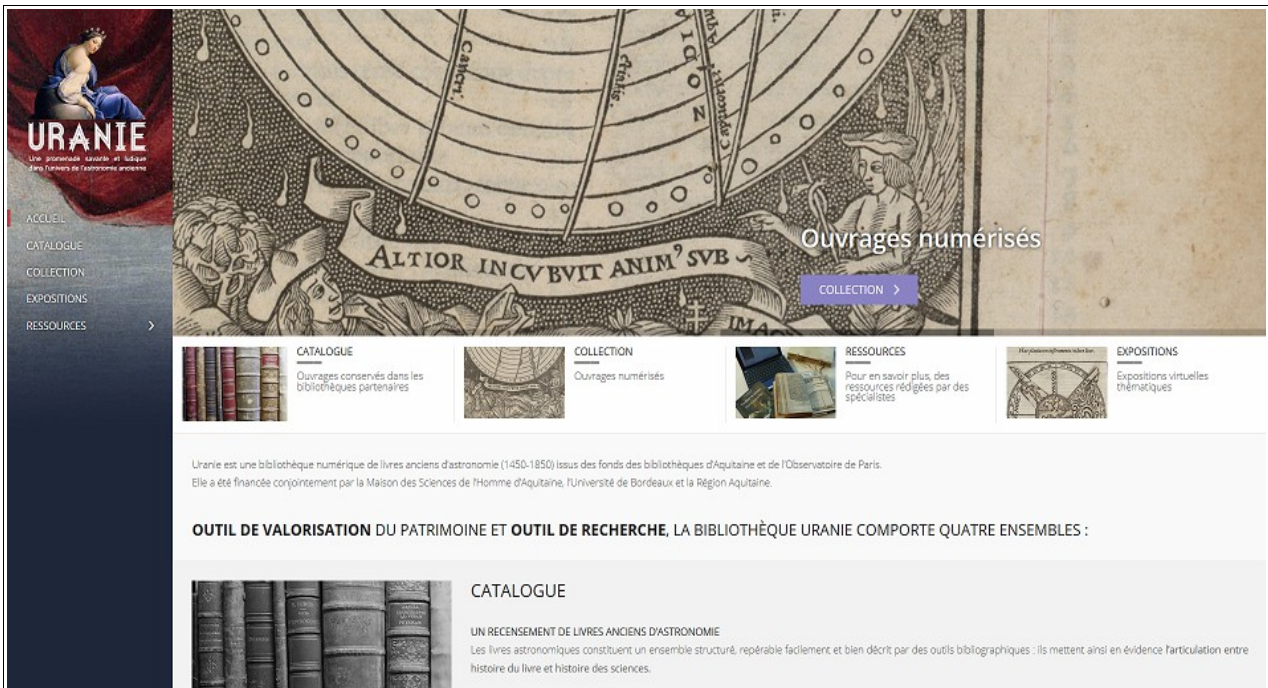 URANIE
Une promenade savante et ludique
dans l'univers de l'astronomie ancienne
ACCUEIL
CATALOGUE
COLLECTION
EXPOSITIONS
RESSOURCES
cancri.
ALTIOR INCVBVIT ANIM' SVB
IMAG
Ouvrages numérisés
COLLECTION
CATALOGUE
Ouvrages conservés dans les
bibliothèques partenaires
COLLECTION
Ouvrages numérisés
RESSOURCES
Pour en savoir plus, des
ressources rédigées par des
spécialistes
EXPOSITIONS
Expositions virtuelles
thématiques
Uranie est une bibliothèque numérique de livres anciens d'astronomie (1450-1850) issus des fonds des bibliothèques d'Aquitaine et de l'Observatoire de Paris.
Elle a été financée conjointement par la Maison des Sciences de l'Homme d'Aquitaine, l'Université de Bordeaux et la Région Aquitaine.
OUTIL DE VALORISATION DU PATRIMOINE ET OUTIL DE RECHERCHE, LA BIBLIOTHÈQUE URANIE COMPORTE QUATRE ENSEMBLES :
CATALOGUE
UN RECENSEMENT DE LIVRES ANCIENS D'ASTRONOMIE
Les livres astronomiques constituent un ensemble structuré, repérable facilement et bien décrit par des outils bibliographiques : ils mettent ainsi en évidence l'articulation entre
histoire du livre et histoire des sciences.